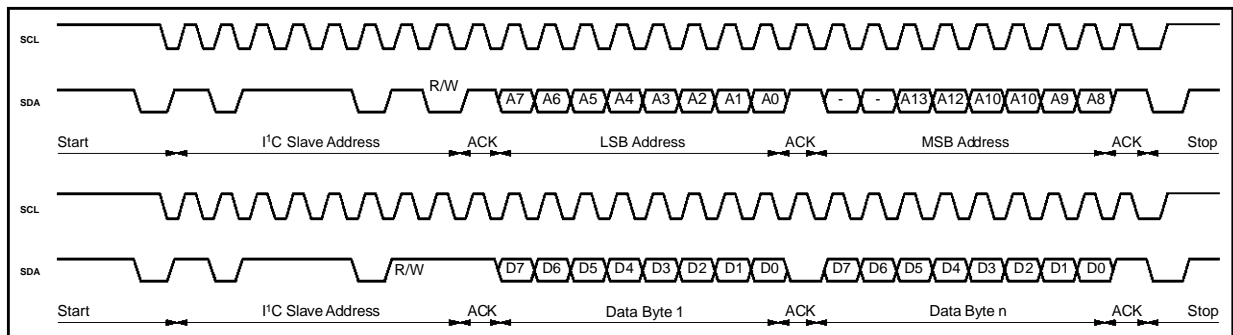 SCL
R/W
SDA
A7 A6 A5 A4 A3 A2 A1 A0 - - A13 A12 A10 A10 A9 A8
Start I¹C Slave Address ACK LSB Address ACK MSB Address ACK Stop
SCL
SDA
R/W D7 D6 D5 D4 D3 D2 D1 D0 D7 D6 D5 D4 D3 D2 D1 D0
Start I¹C Slave Address ACK Data Byte 1 ACK Data Byte n ACK Stop